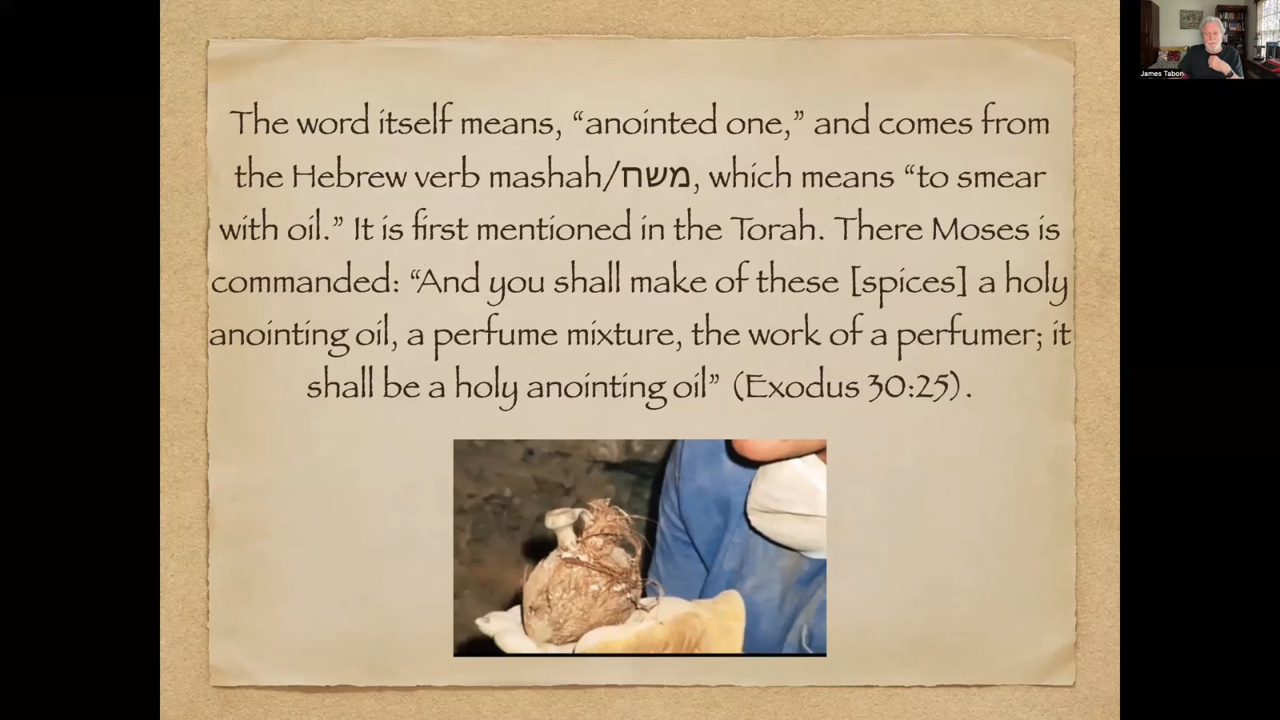 The word itself means, “anointed one,” and comes from
the Hebrew verb mashah/משח, which means “to smear
with oil.” It is first mentioned in the Torah. There Moses is
commanded: “And you shall make of these [spices] a holy
anointing oil, a perfume mixture, the work of a perfumer; it
shall be a holy anointing oil” (Exodus 30:25).
James Tabor